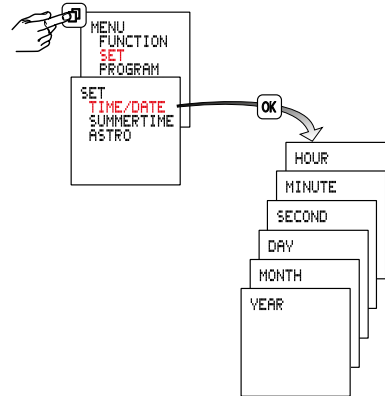 MENU
FUNCTION
SET
PROGRAM
SET
TIME/DATE
SUMMERTIME
ASTRO
OK
HOUR
MINUTE
SECOND
DAY
MONTH
YEAR